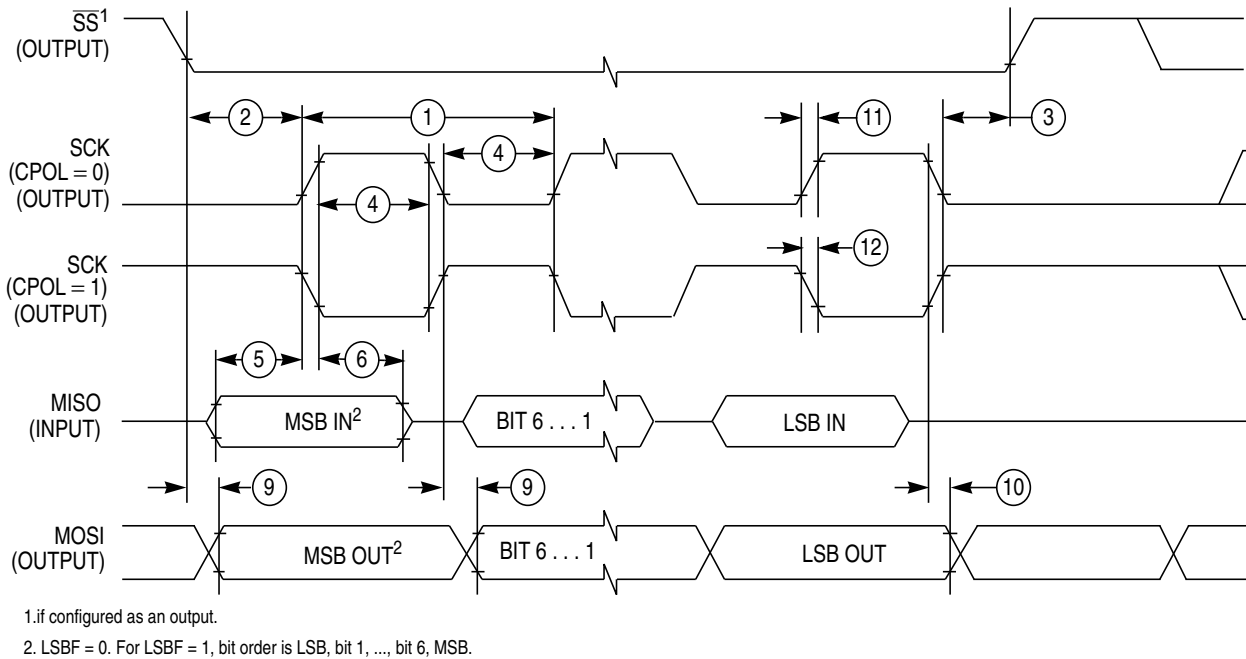 SS1
(OUTPUT)
2
1
11
3
SCK
(CPOL = 0)
(OUTPUT)
4
4
SCK
(CPOL = 1)
(OUTPUT)
12
5
6
MISO
(INPUT)
MSB IN2
BIT 6 . . . 1
LSB IN
9
9
10
MOSI
(OUTPUT)
MSB OUT2
BIT 6 . . . 1
LSB OUT
1.if configured as an output.
2. LSBF = 0. For LSBF = 1, bit order is LSB, bit 1, ..., bit 6, MSB.